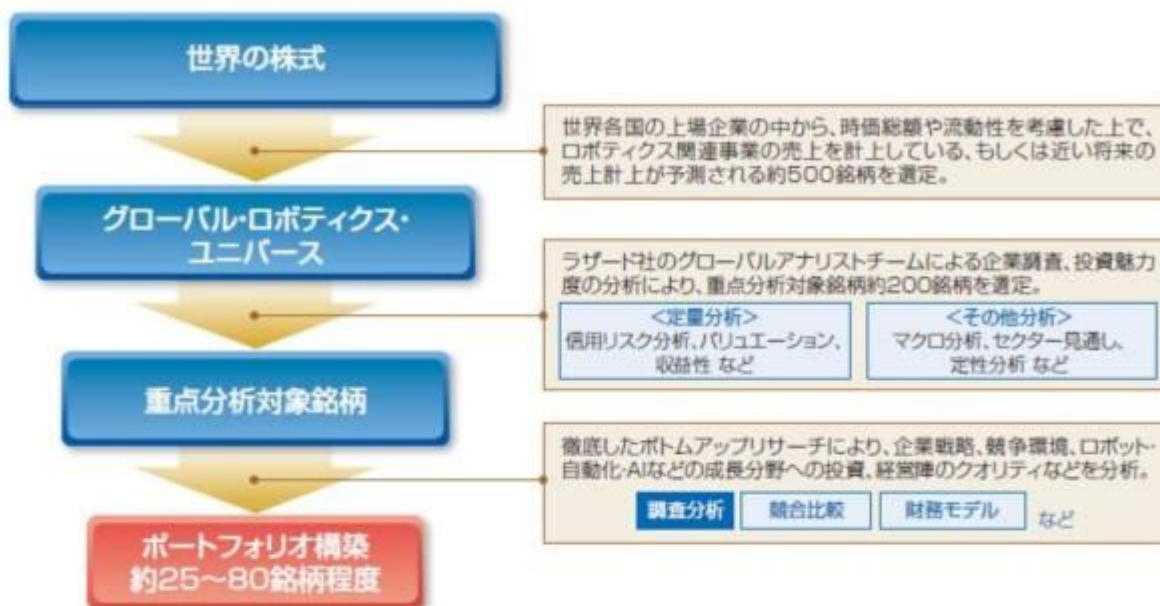 世界の株式
世界各国の上場企業の中から、時価総額や流動性を考慮した上で、
ロボティクス関連事業の売上を計上している、もしくは近い将来の
売上計上が予測される約500銘柄を選定。
グローバル・ロボティクス・
ユニバース
ラザード社のグローバルアナリストチームによる企業調査、投資魅力
度の分析により、重点分析対象銘柄約200銘柄を選定。
<定量分析>
信用リスク分析、バリュエーション、
収益性 など
<その他分析>
マクロ分析、セクター見通し、
定性分析 など
重点分析対象銘柄
徹底したボトムアップリサーチにより、企業戦略、競争環境、ロボット・
自動化・AIなどの成長分野への投資、経営陣のクオリティなどを分析。
調査分析
競合比較
財務モデル
など
ポートフォリオ構築
約25～80銘柄程度